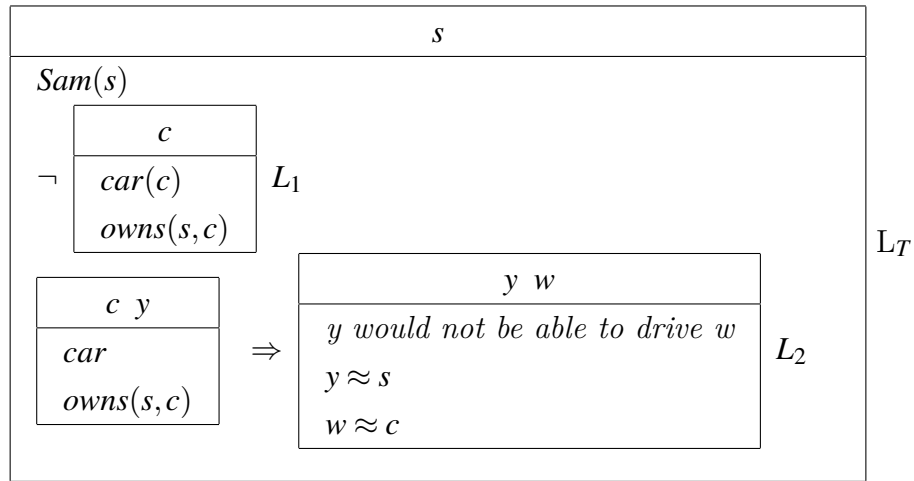 s
Sam(s)
c
¬ car(c) L₁
owns(s,c)
L_T
c y
car
owns(s,c)
⇒
y w
y would not be able to drive w
y ≈ s
w ≈ c
L₂